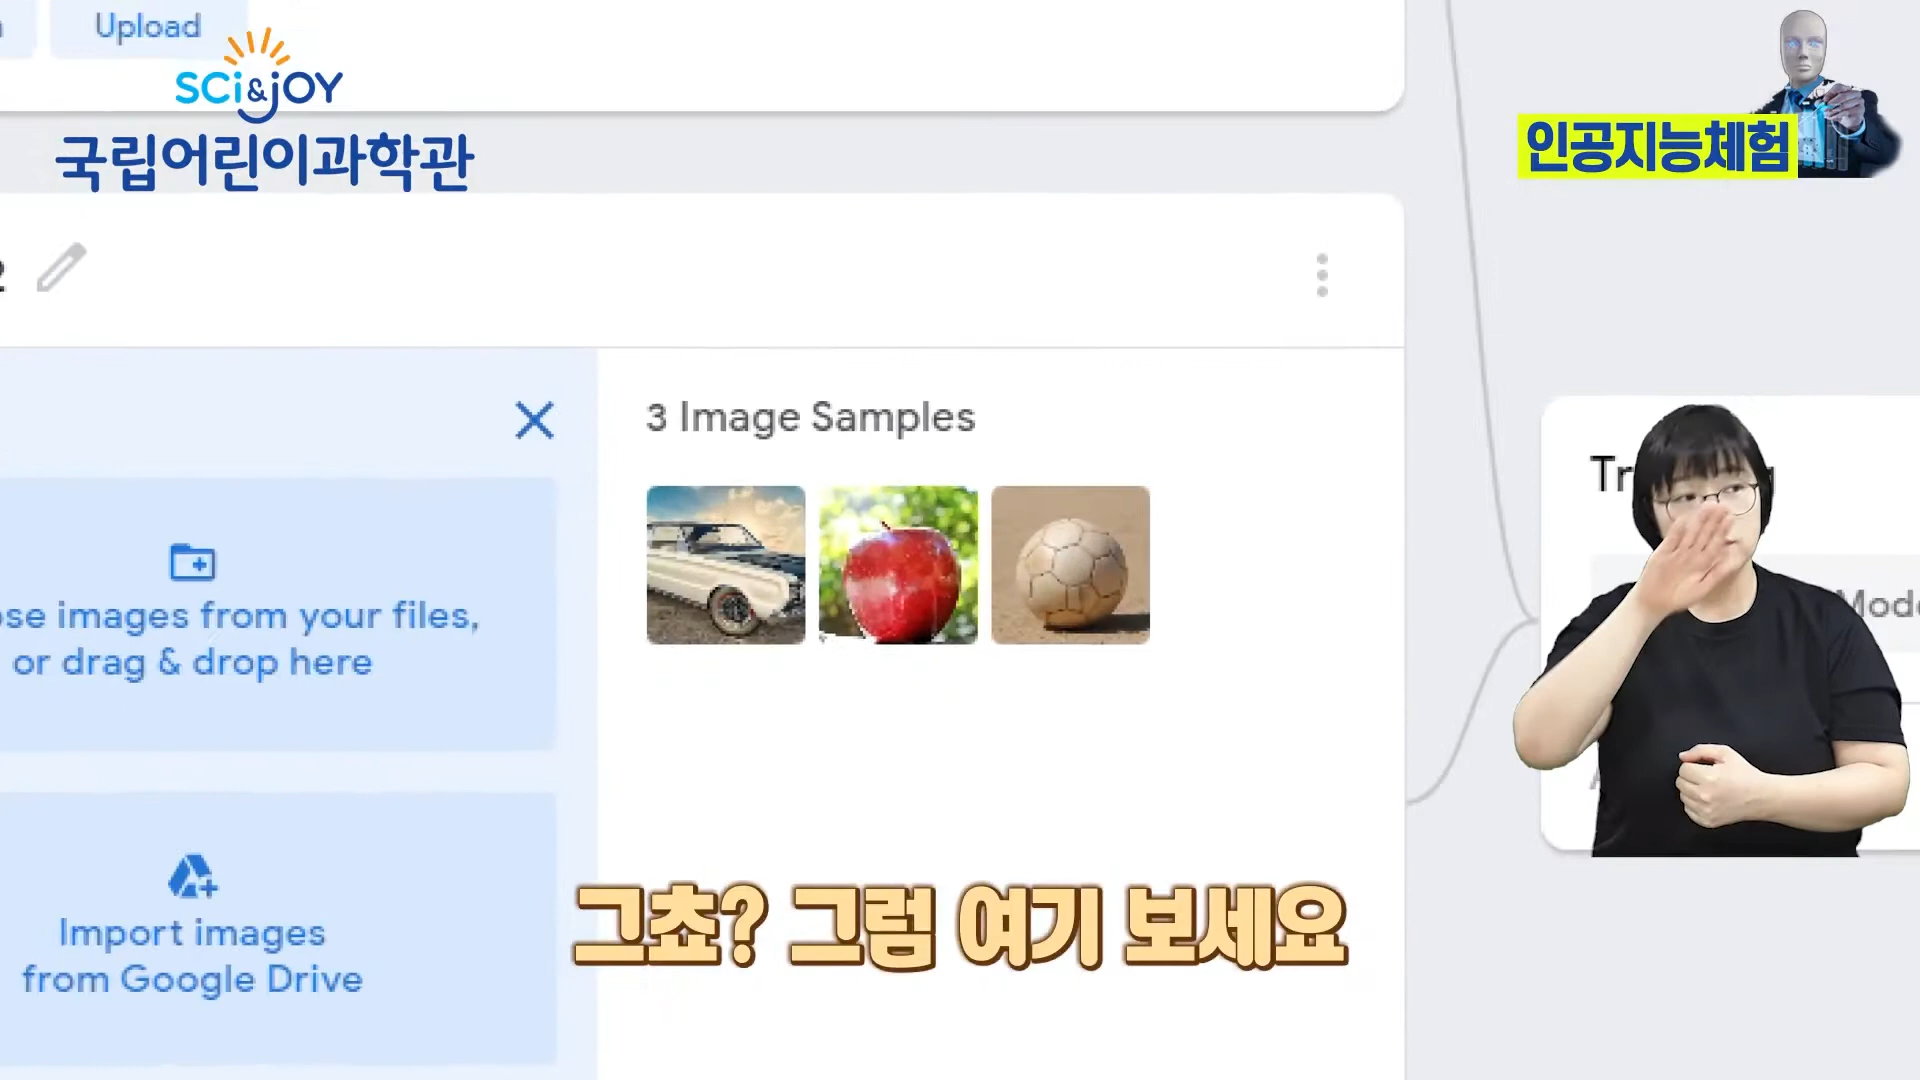 Upload
SCi&jOY
국립어린이과학관
인공지능체험
3 Image Samples
images from your files,
or drag & drop here
Import images
from Google Drive
그쵸? 그럼 여기 보세요